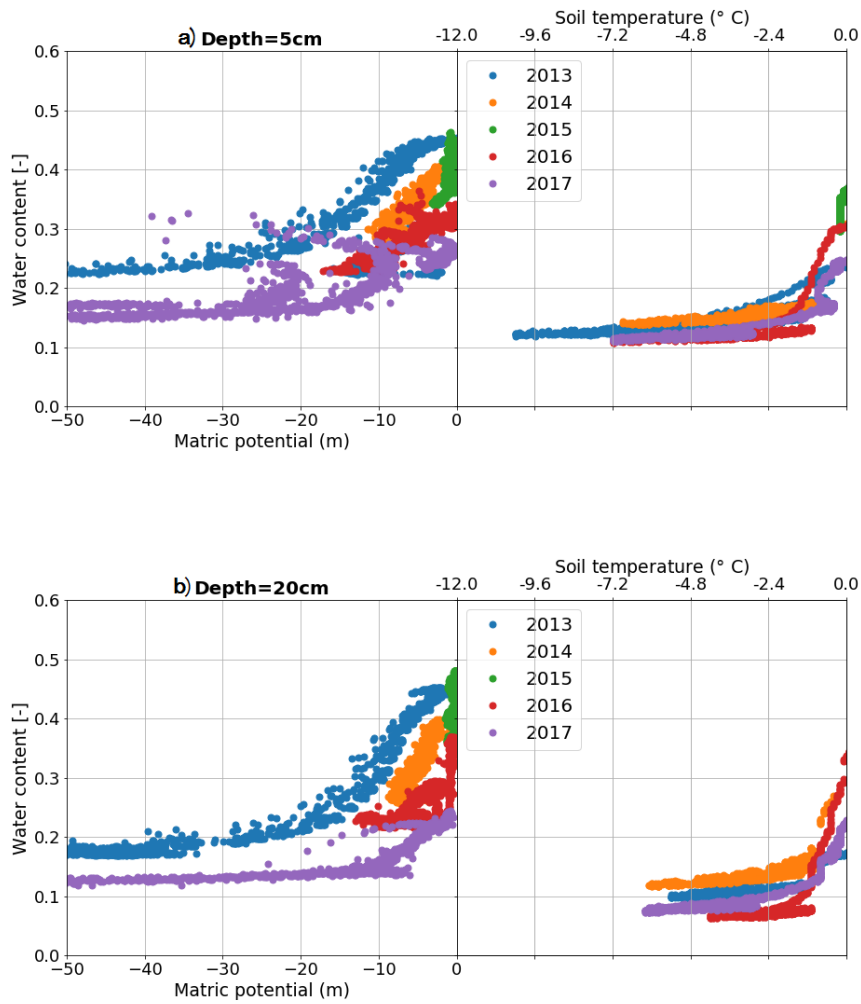 Soil temperature (° C)
a) Depth=5cm
-12.0 -9.6 -7.2 -4.8 -2.4 0.0
0.6
0.5
0.4
0.3
0.2
0.1
0.0
Water content [-]
2013
2014
2015
2016
2017
−50 −40 −30 −20 −10 0
Matric potential (m)
Soil temperature (° C)
b) Depth=20cm
-12.0 -9.6 -7.2 -4.8 -2.4 0.0
0.6
0.5
0.4
0.3
0.2
0.1
0.0
Water content [-]
2013
2014
2015
2016
2017
−50 −40 −30 −20 −10 0
Matric potential (m)